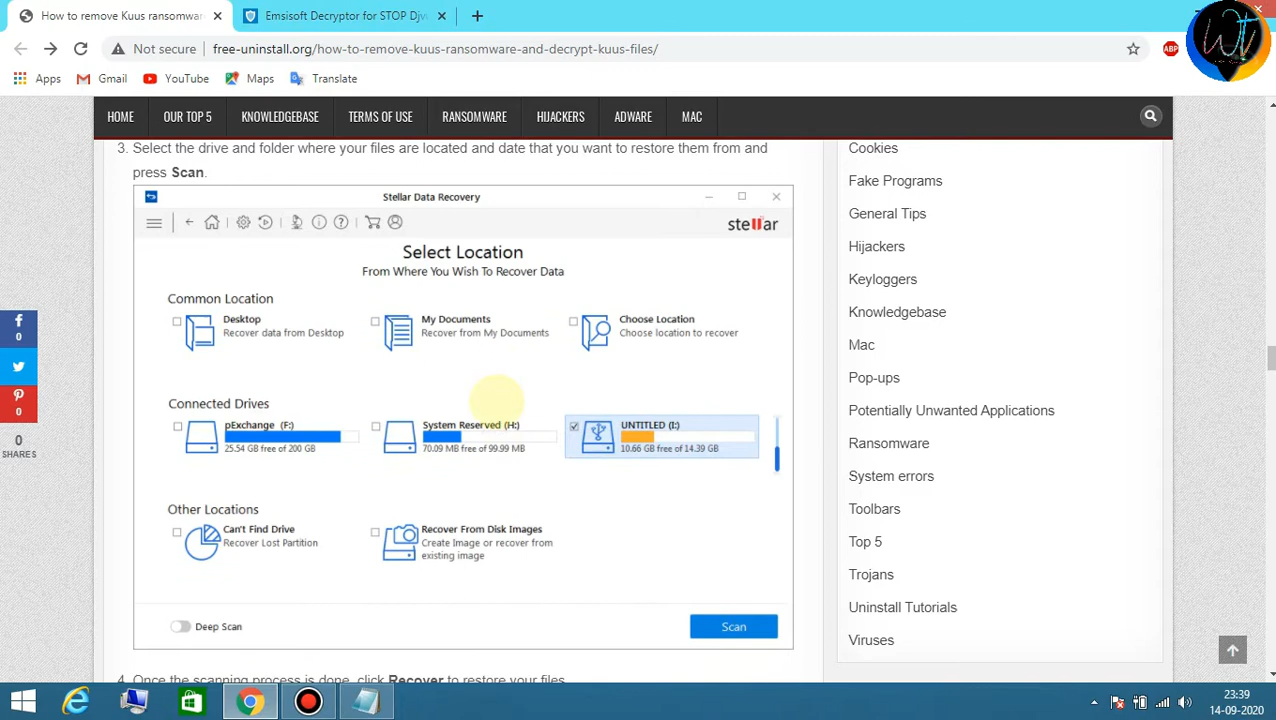 How to remove Kuus ransomware
Emsisoft Decryptor for STOP Djv
Not secure
free-uninstall.org/how-to-remove-kuus-ransomware-and-decrypt-kuus-files/
ABP
Apps
Gmail
YouTube
Maps
Translate
HOME
OUR TOP 5
KNOWLEDGEBASE
TERMS OF USE
RANSOMWARE
HIJACKERS
ADWARE
MAC
3. Select the drive and folder where your files are located and date that you want to restore them from and
press Scan.
Stellar Data Recovery
stellar
Select Location
From Where You Wish To Recover Data
Common Location
Desktop
Recover data from Desktop
My Documents
Recover from My Documents
Choose Location
Choose location to recover
Connected Drives
pExchange (F:)
25.54 GB free of 200 GB
System Reserved (H:)
70.09 MB free of 99.99 MB
UNTITLED (I:)
10.66 GB free of 14.39 GB
Other Locations
Can't Find Drive
Recover Lost Partition
Recover From Disk Images
Create Image or recover from
existing image
Deep Scan
Scan
4. Once the scanning process is done, click Recover to restore your files
0
0
0
SHARES
Cookies
Fake Programs
General Tips
Hijackers
Keyloggers
Knowledgebase
Mac
Pop-ups
Potentially Unwanted Applications
Ransomware
System errors
Toolbars
Top 5
Trojans
Uninstall Tutorials
Viruses
23:39
14-09-2020